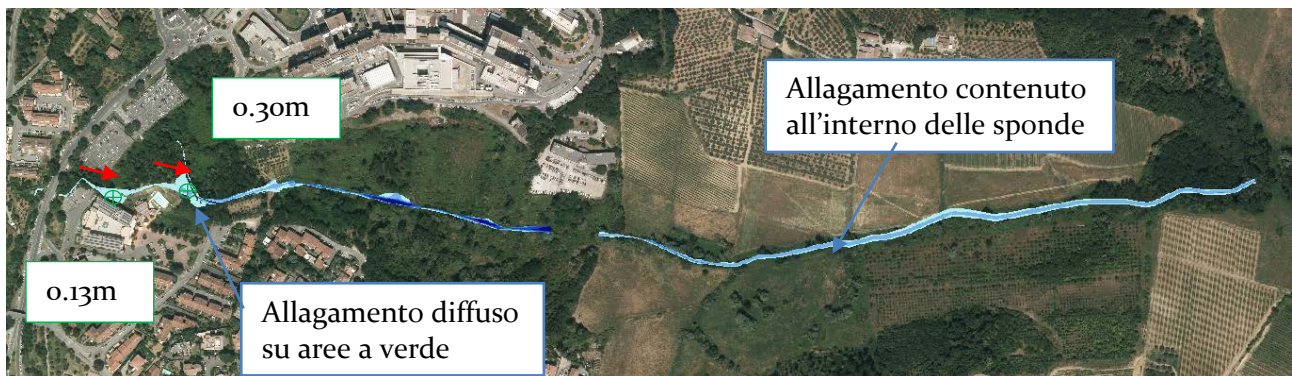 0.30m
Allagamento contenuto
all'interno delle sponde
0.13m
Allagamento diffuso
su aree a verde